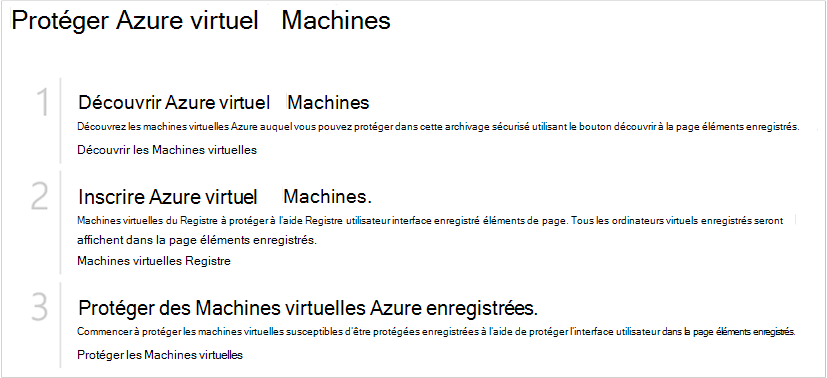 Protéger Azure virtuel Machines
1
Découvrir Azure virtuel Machines
Découvrez les machines virtuelles Azure auquel vous pouvez protéger dans cette archivage sécurisé utilisant le bouton découvrir à la page éléments enregistrés.
Découvrir les Machines virtuelles
2
Inscrire Azure virtuel Machines.
Machines virtuelles du Registre à protéger à l'aide Registre utilisateur interface enregistré éléments de page. Tous les ordinateurs virtuels enregistrés seront
affichent dans la page éléments enregistrés.
Machines virtuelles Registre
3
Protéger des Machines virtuelles Azure enregistrées.
Commencer à protéger les machines virtuelles susceptibles d'être protégées enregistrées à l'aide de protéger l'interface utilisateur dans la page éléments enregistrés.
Protéger les Machines virtuelles